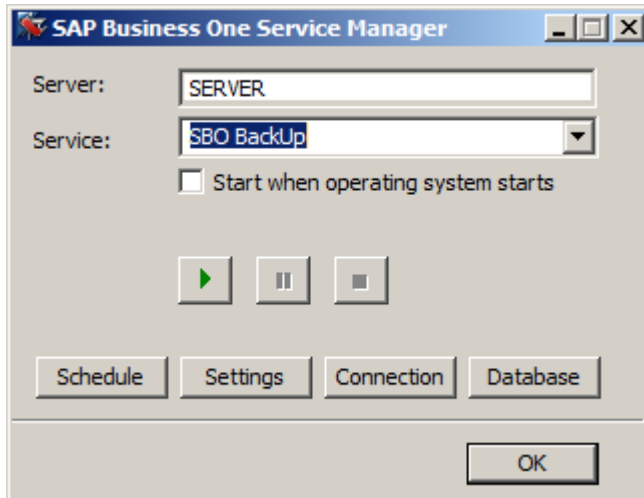 SAP Business One Service Manager
Server: SERVER
Service: SBO BackUp
Start when operating system starts
Schedule Settings Connection Database
OK